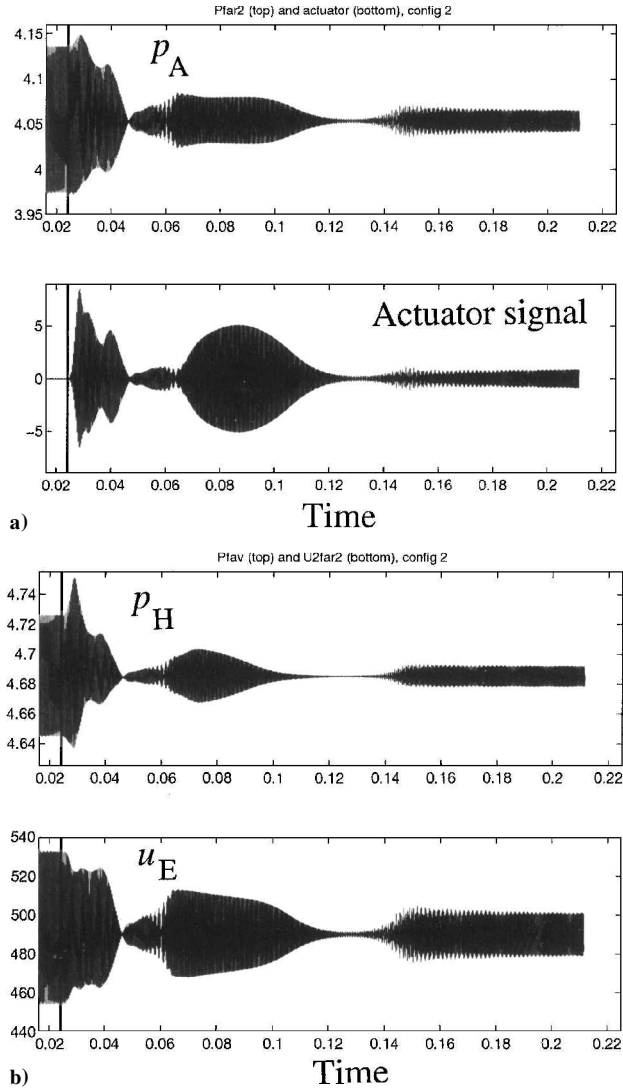 Pfar2 (top) and actuator (bottom), config 2
4.15
4.1
4.05
4
3.95
p_A
0.02 0.04 0.06 0.08 0.1 0.12 0.14 0.16 0.18 0.2 0.22
5
0
−5
Actuator signal
0.02 0.04 0.06 0.08 0.1 0.12 0.14 0.16 0.18 0.2 0.22
a) Time
Pfav (top) and U2far2 (bottom), config 2
4.74
4.72
4.7
4.68
4.66
4.64
p_H
0.02 0.04 0.06 0.08 0.1 0.12 0.14 0.16 0.18 0.2 0.22
540
520
500
480
460
440
u_E
0.02 0.04 0.06 0.08 0.1 0.12 0.14 0.16 0.18 0.2 0.22
b) Time